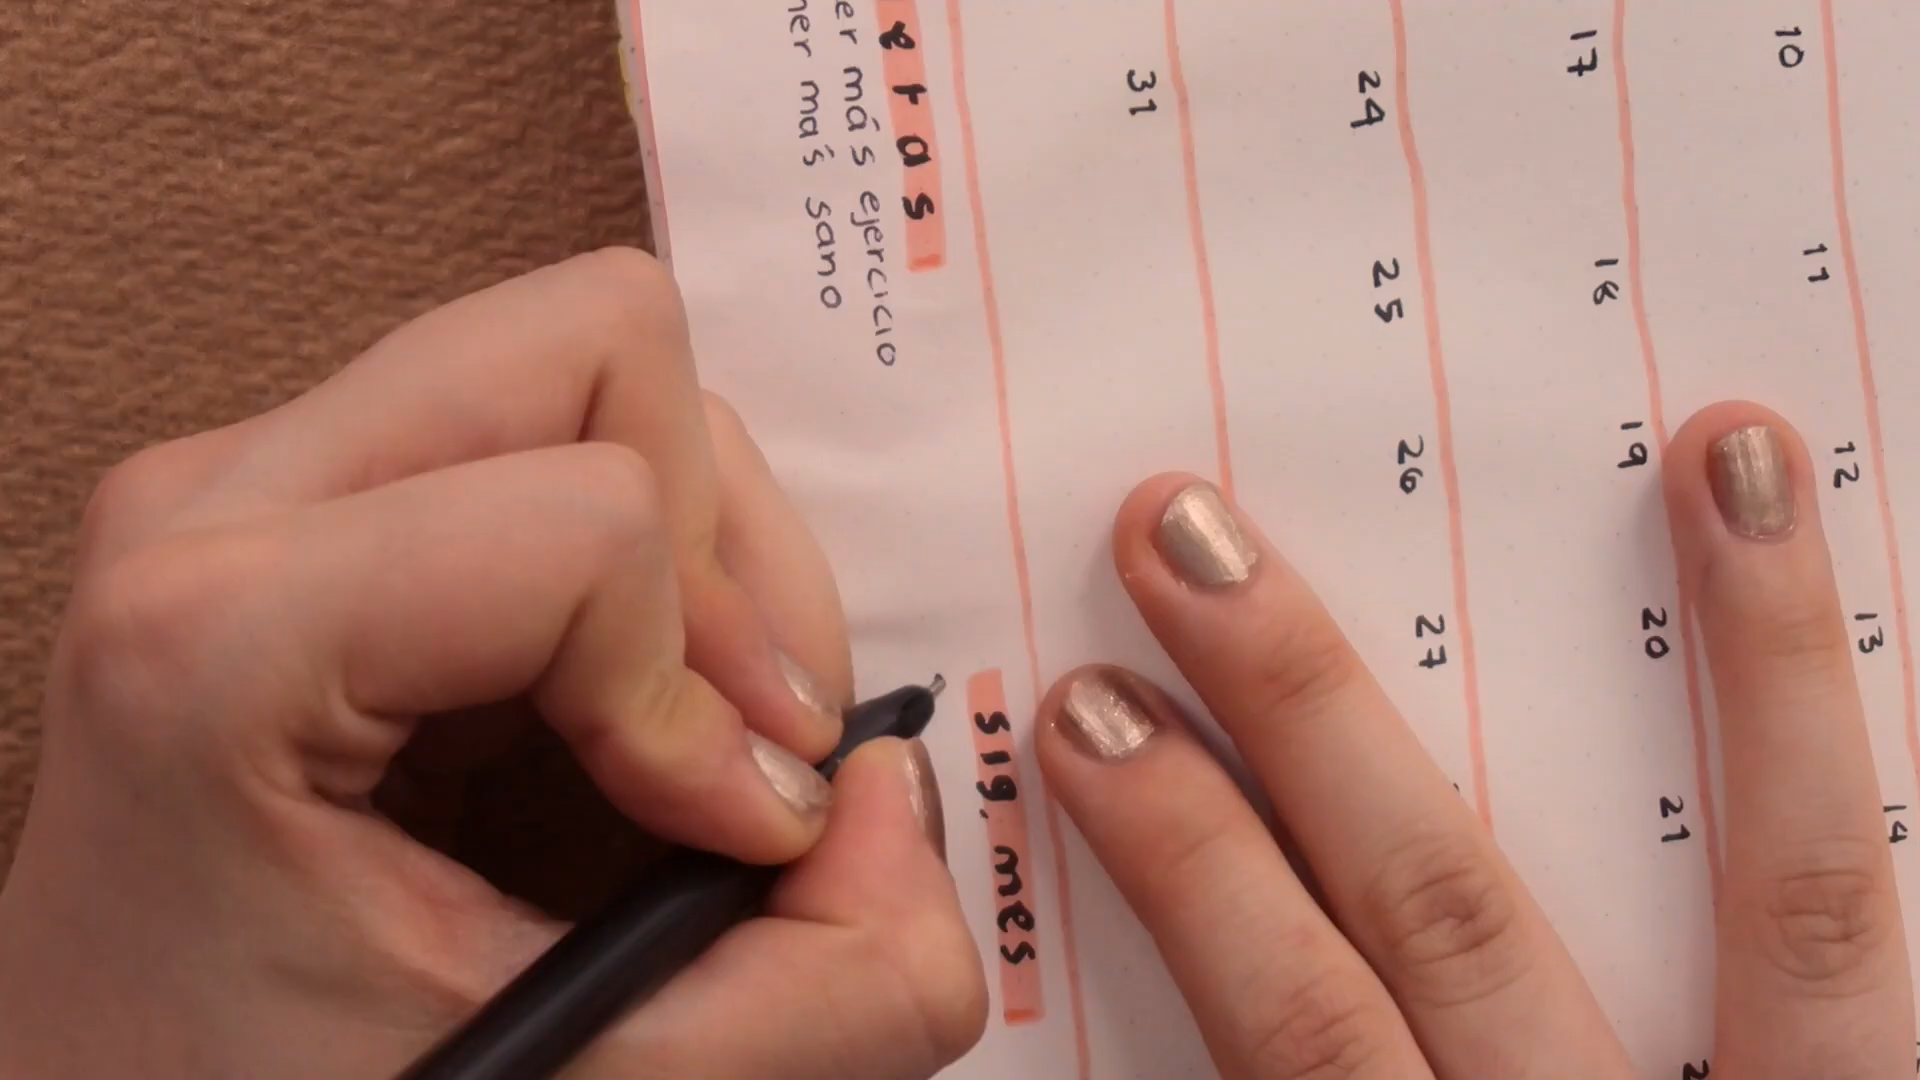 10 11 12 13 14
17 18 19 20 21
24 25 26 27
31
etas sig. mes
er más ejercicio
más sano